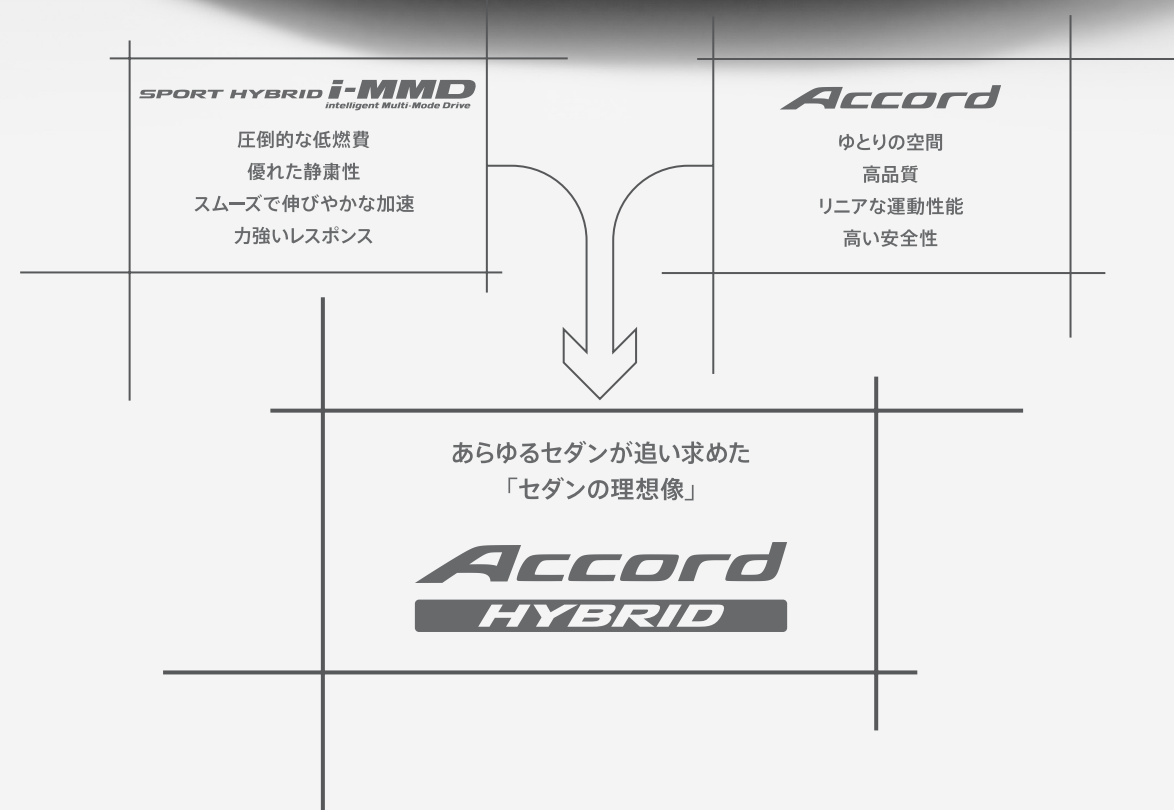 SPORT HYBRID i-MMD
intelligent Multi-Mode Drive
圧倒的な低燃費
優れた静粛性
スムーズで伸びやかな加速
力強いレスポンス
Accord
ゆとりの空間
高品質
リニアな運動性能
高い安全性
あらゆるセダンが追い求めた
「セダンの理想像」
Accord
HYBRID